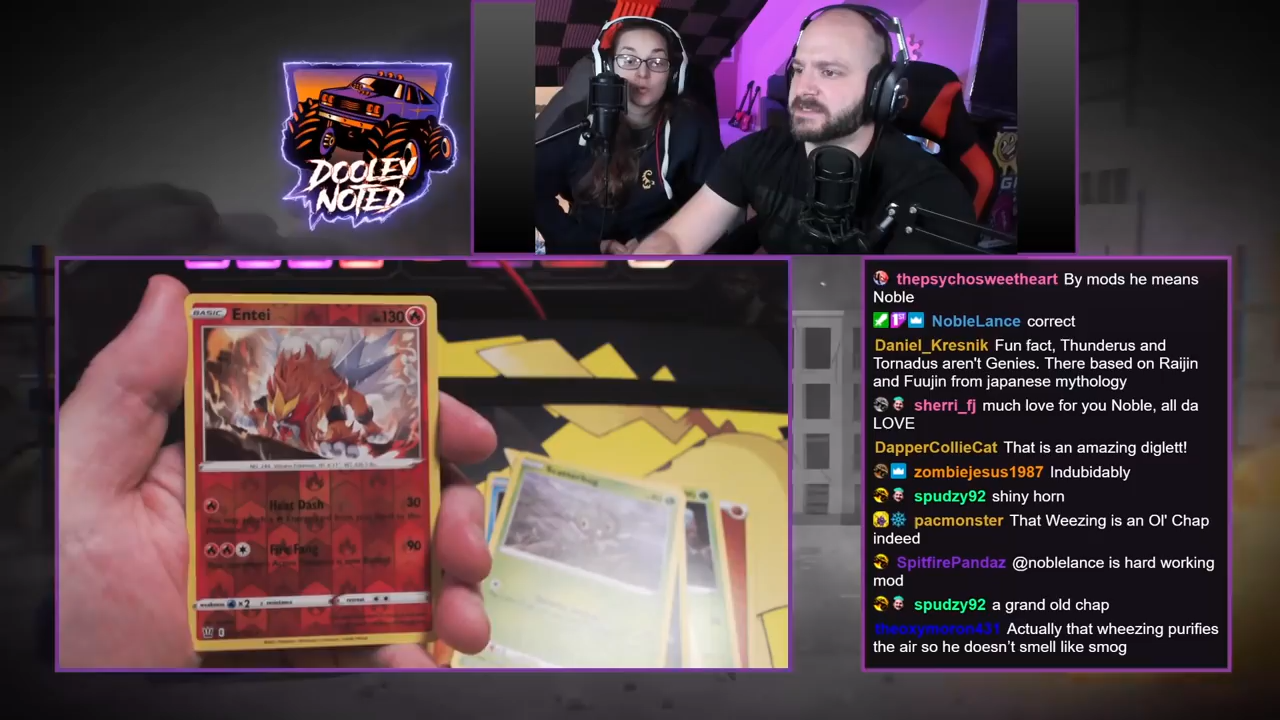 DOOLEY
NOTED
BASIC
Entei
130
Heat Dash
30
Fire Fang
90
weakness
×2
resistance
retreat
thepsychosweetheart By mods he means
Noble
NobleLance correct
Daniel_Kresnik Fun fact, Thunderus and
Tornadus aren't Genies. There based on Raijin
and Fuujin from japanese mythology
sherri_fj much love for you Noble, all da
LOVE
DapperCollieCat That is an amazing diglett!
zombiejesus1987 Indubidably
spudzy92 shiny horn
pacmonster That Weezing is an Ol' Chap
indeed
SpitfirePandaz @noblelance is hard working
mod
spudzy92 a grand old chap
theoxymoron431 Actually that wheezing purifies
the air so he doesn't smell like smog